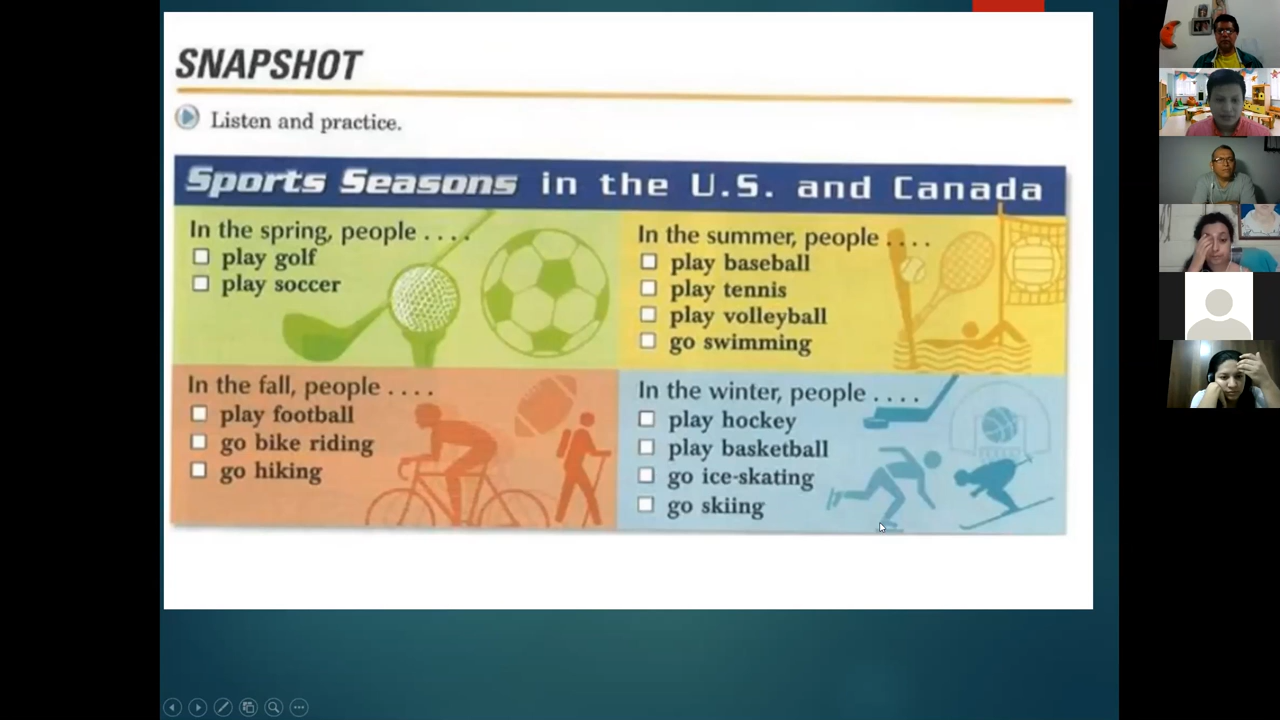 SNAPSHOT
Listen and practice.
Sports Seasons in the U.S. and Canada
In the spring, people . . . .
play golf
play soccer
In the summer, people . . . .
play baseball
play tennis
play volleyball
go swimming
In the fall, people . . . .
play football
go bike riding
go hiking
In the winter, people . . . .
play hockey
play basketball
go ice-skating
go skiing